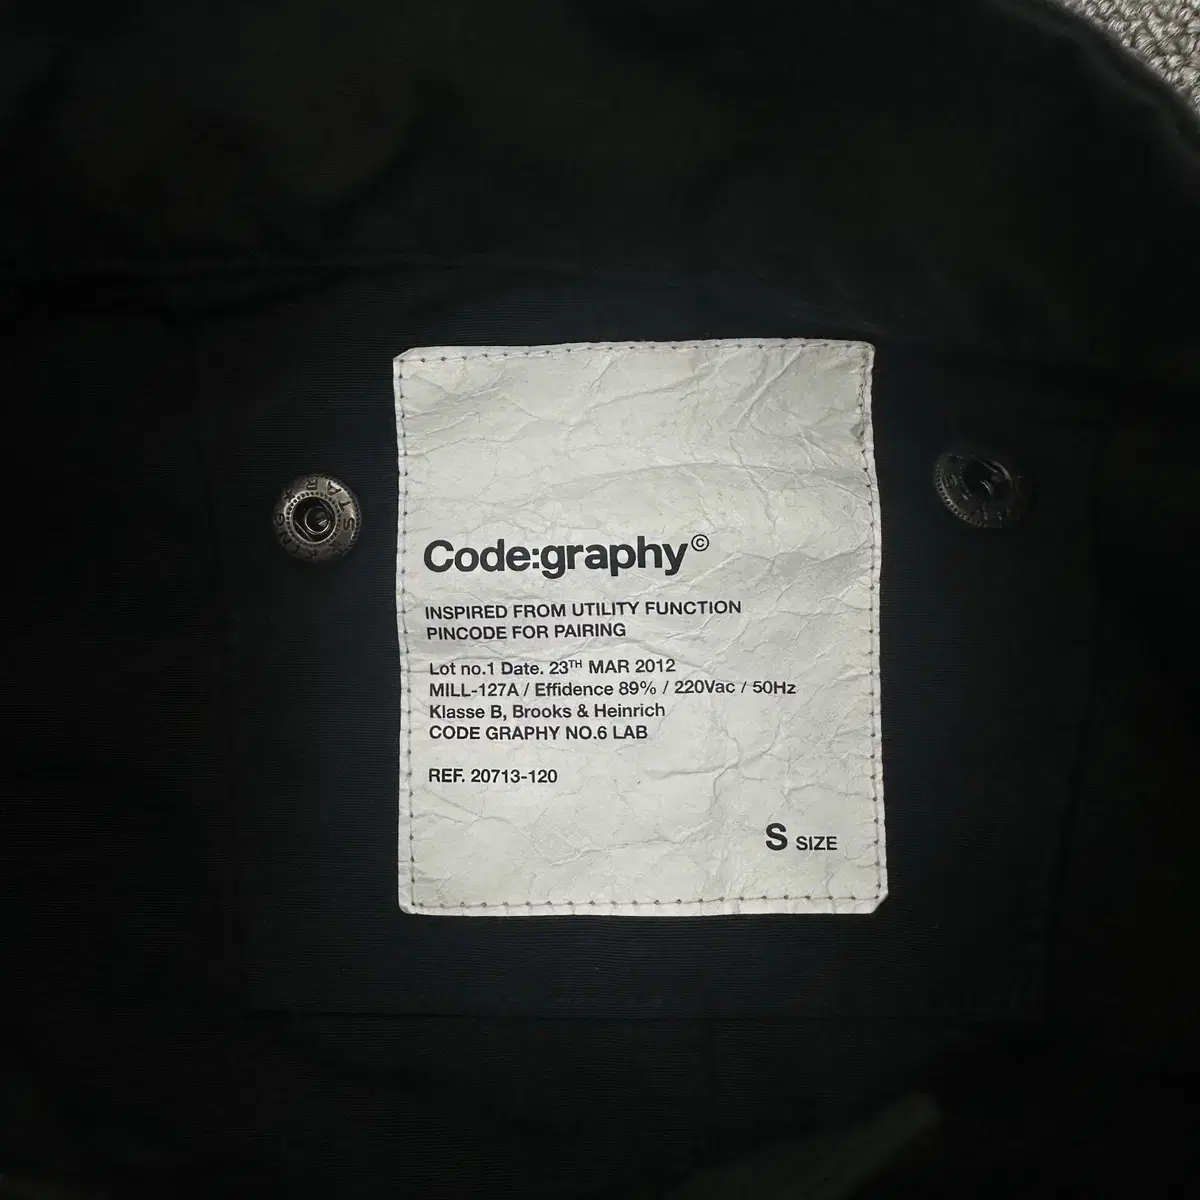 Code:graphy©
INSPIRED FROM UTILITY FUNCTION
PINCODE FOR PAIRING
Lot no.1 Date. 23TH MAR 2012
MILL-127A / Effidence 89% / 220Vac / 50Hz
Klasse B, Brooks & Heinrich
CODE GRAPHY NO.6 LAB
REF. 20713-120
S SIZE